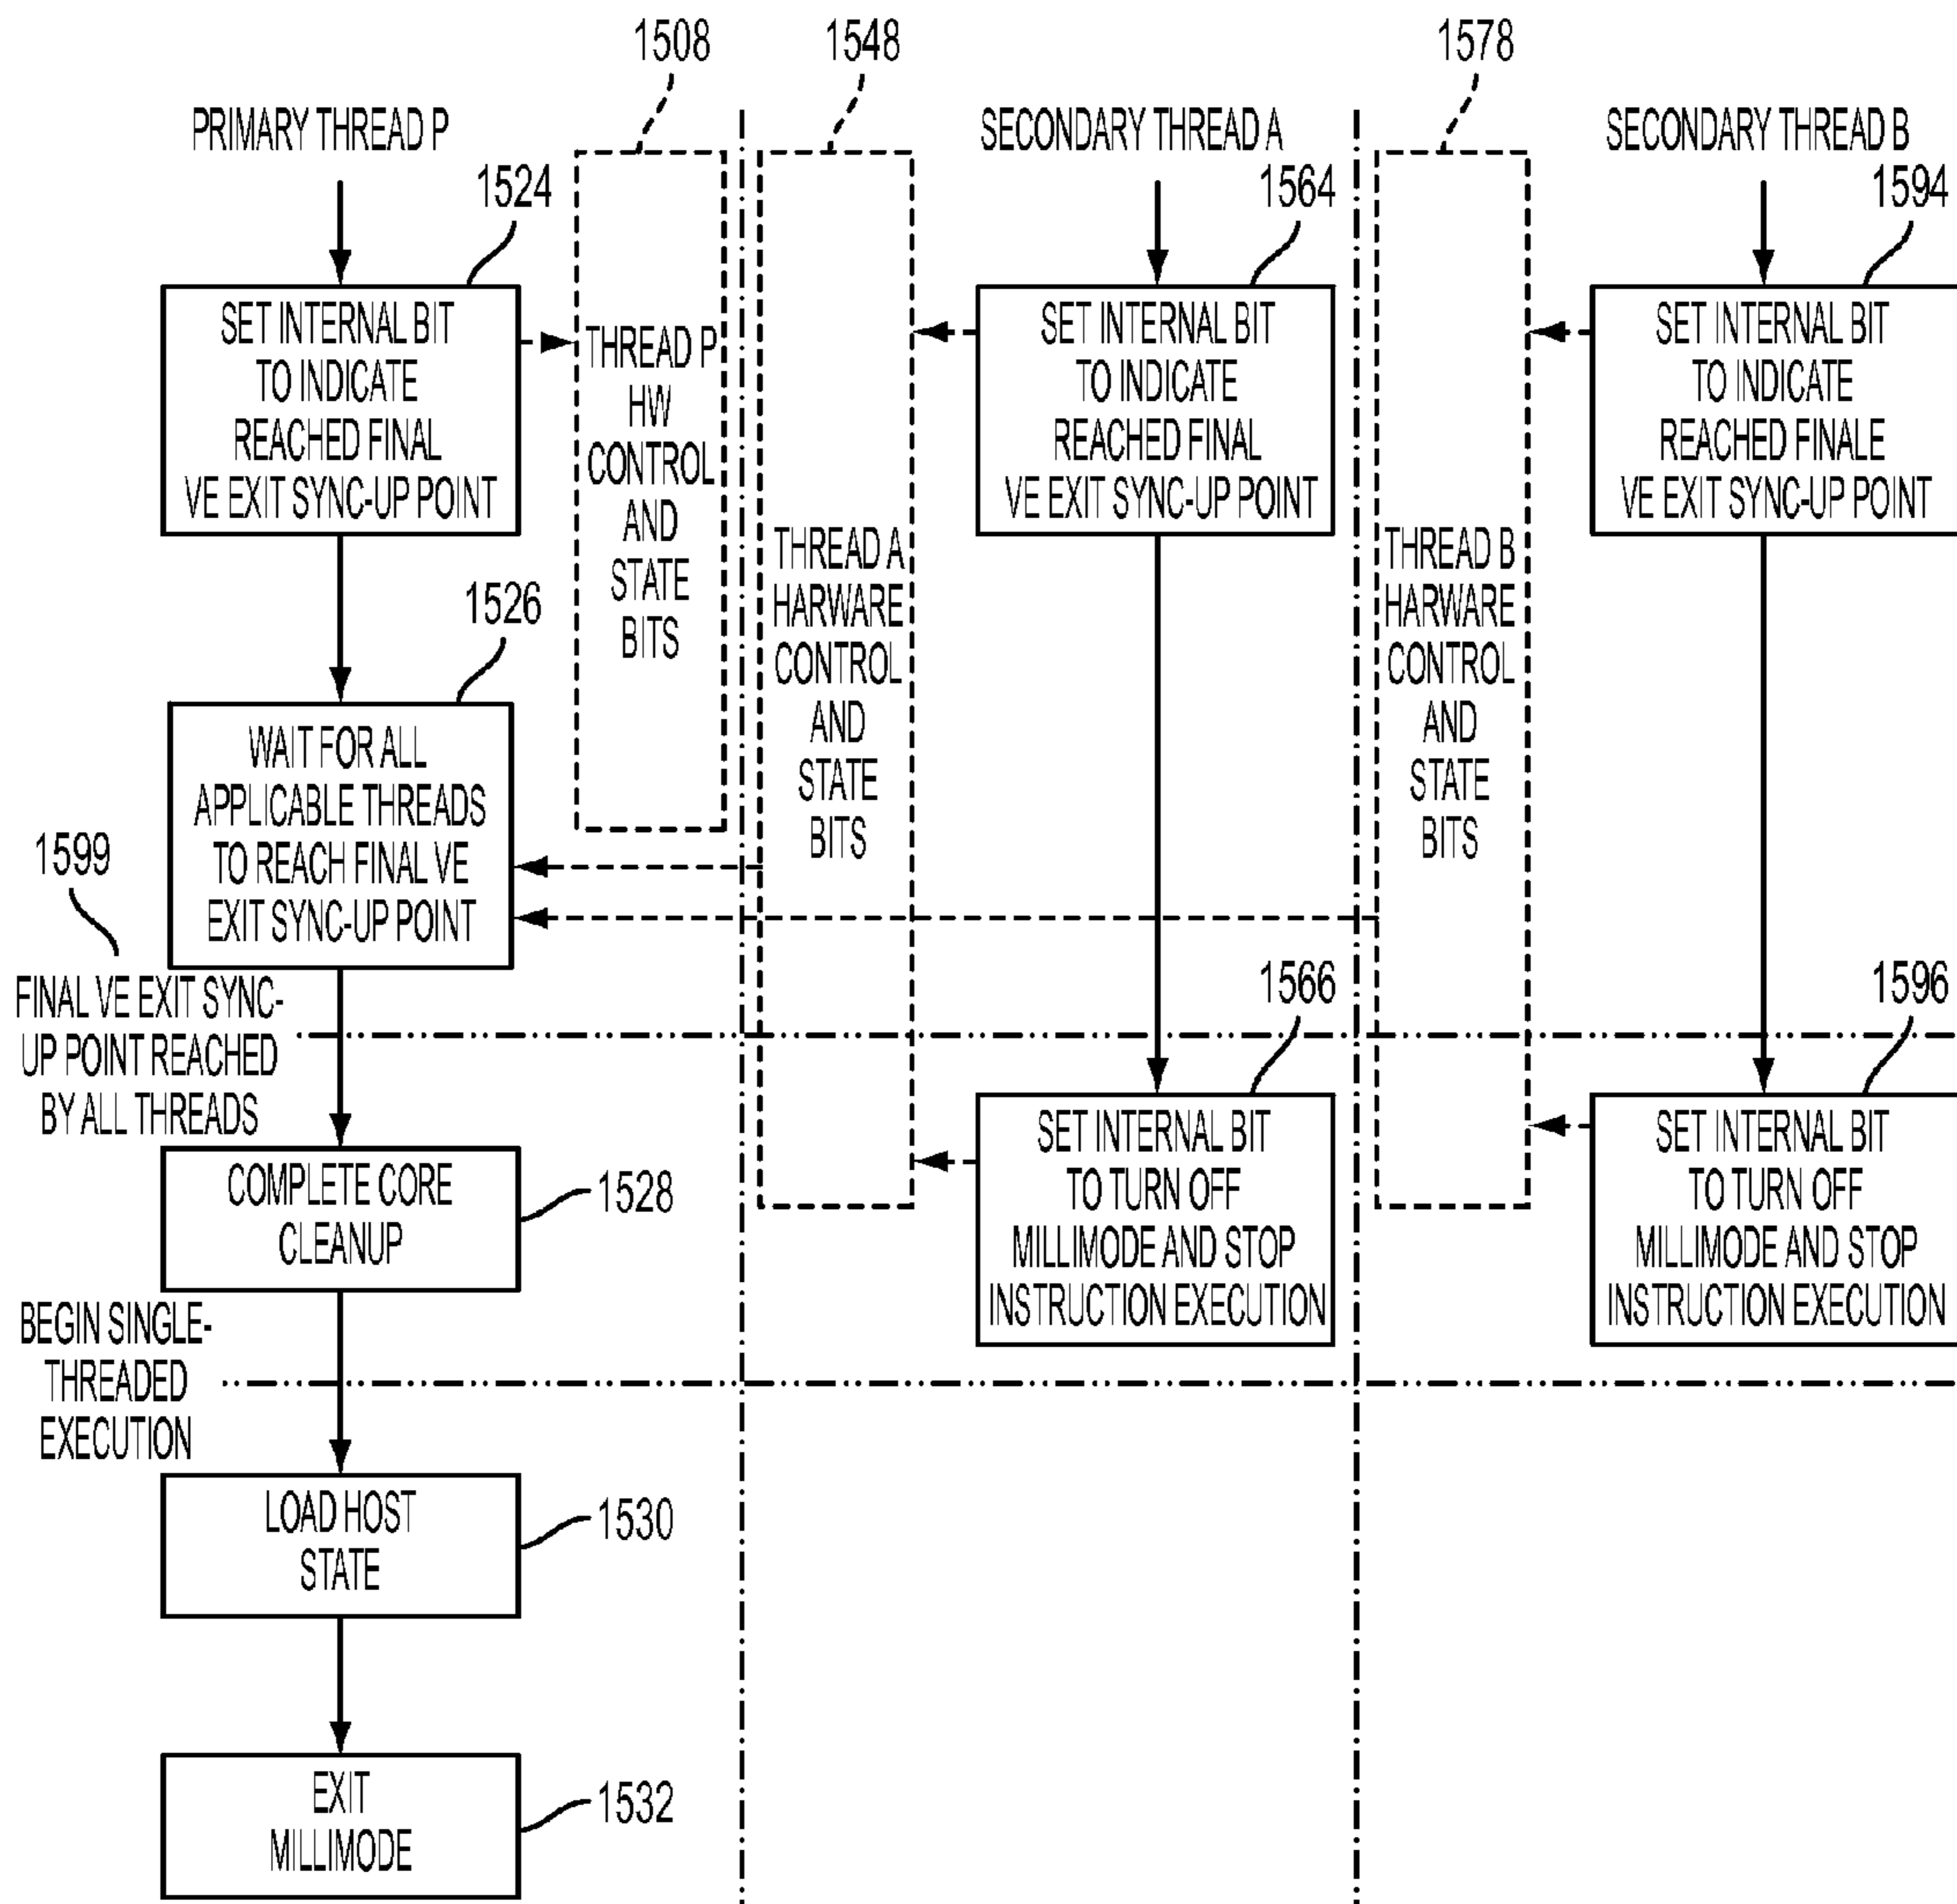 1508
1548
1578
PRIMARY THREAD P
SECONDARY THREAD A
SECONDARY THREAD B
1524
1564
1594
SET INTERNAL BIT
TO INDICATE
REACHED FINAL
VE EXIT SYNC-UP POINT
THREAD P
HW
CONTROL
AND
STATE
BITS
SET INTERNAL BIT
TO INDICATE
REACHED FINAL
VE EXIT SYNC-UP POINT
SET INTERNAL BIT
TO INDICATE
REACHED FINALE
VE EXIT SYNC-UP POINT
THREAD A
HARWARE
CONTROL
AND
STATE
BITS
THREAD B
HARWARE
CONTROL
AND
STATE
BITS
1526
WAIT FOR ALL
APPLICABLE THREADS
TO REACH FINAL VE
EXIT SYNC-UP POINT
1599
FINAL VE EXIT SYNC-
UP POINT REACHED
BY ALL THREADS
1566
1596
COMPLETE CORE
CLEANUP
1528
SET INTERNAL BIT
TO TURN OFF
MILLIMODE AND STOP
INSTRUCTION EXECUTION
SET INTERNAL BIT
TO TURN OFF
MILLIMODE AND STOP
INSTRUCTION EXECUTION
BEGIN SINGLE-
THREADED
EXECUTION
LOAD HOST
STATE
1530
EXIT
MILLIMODE
1532